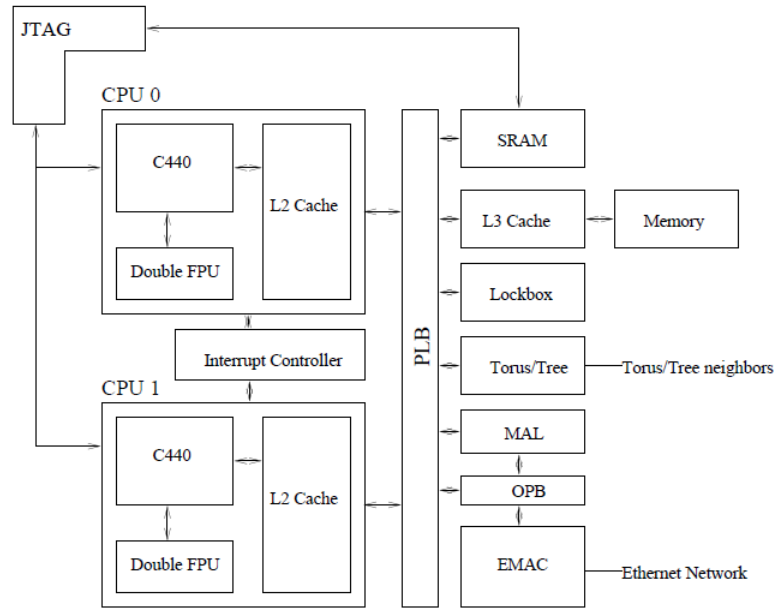 JTAG
CPU 0
C440
L2 Cache
Double FPU
Interrupt Controller
CPU 1
C440
L2 Cache
Double FPU
PLB
SRAM
L3 Cache
Memory
Lockbox
Torus/Tree
Torus/Tree neighbors
MAL
OPB
EMAC
Ethernet Network